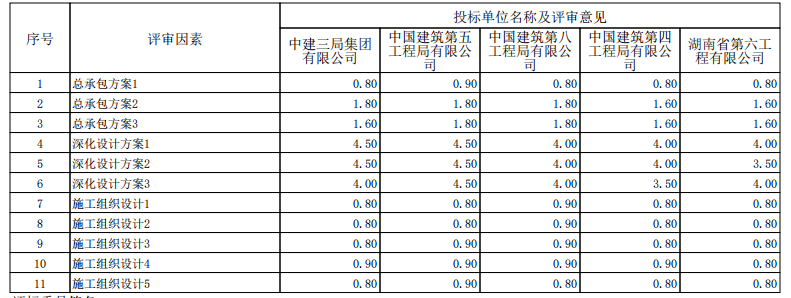 序号 评审因素 投标单位名称及评审意见
中建三局集团有限公司 中国建筑第五工程局有限公司 中国建筑第八工程局有限公司 中国建筑第四工程局有限公司 湖南省第六工程有限公司
1 总承包方案1 0.80 0.90 0.80 0.80 0.80
2 总承包方案2 1.80 1.80 1.80 1.60 1.60
3 总承包方案3 1.60 1.80 1.80 1.60 1.60
4 深化设计方案1 4.50 4.50 4.00 4.00 4.00
5 深化设计方案2 4.50 4.50 4.00 4.00 3.50
6 深化设计方案3 4.00 4.50 4.00 3.50 4.00
7 施工组织设计1 0.80 0.80 0.90 0.80 0.80
8 施工组织设计2 0.80 0.80 0.90 0.80 0.80
9 施工组织设计3 0.80 0.90 0.90 0.80 0.80
10 施工组织设计4 0.90 0.90 0.90 0.80 0.80
11 施工组织设计5 0.80 0.90 0.80 0.80 0.80